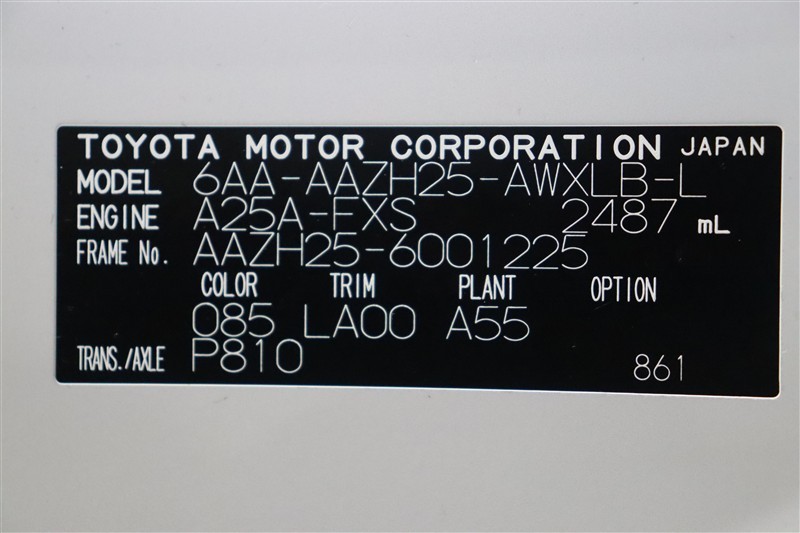 TOYOTA MOTOR CORPORATION JAPAN
MODEL 6AA-AAZH25-AWXLB-L
ENGINE A25A-FXS 2487 mL
FRAME No. AAZH25-6001225
COLOR TRIM PLANT OPTION
085 LA00 A55
TRANS./AXLE P810 861